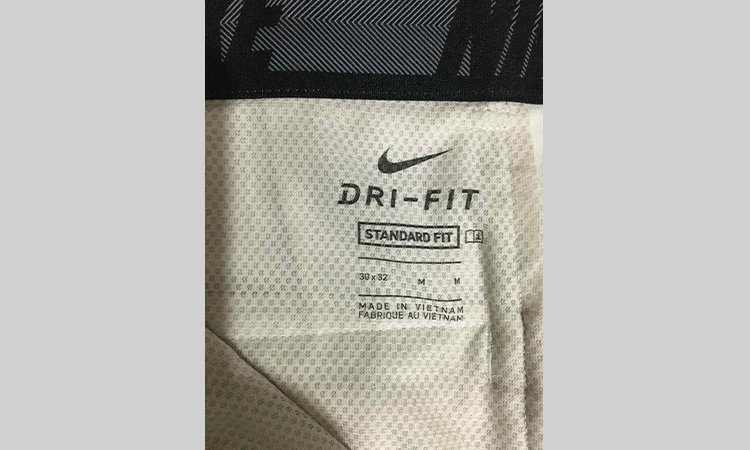 DRI-FIT
STANDARD FIT
30 x 32 M M
MADE IN VIETNAM
FABRIQUE AU VIETNAM